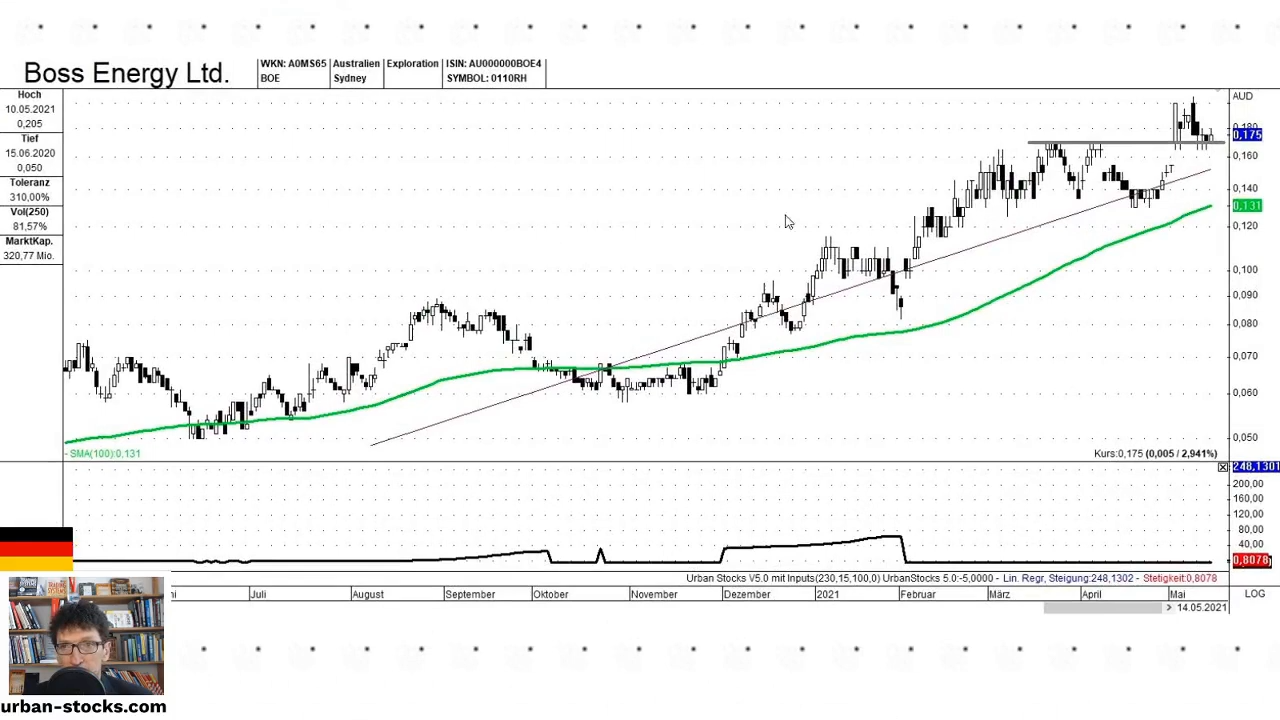 Boss Energy Ltd.
WKN: A0MS65 Australien Exploration ISIN: AU000000BOE4
BOE Sydney SYMBOL: 0110RH
Hoch
10.05.2021
0,205
Tief
15.06.2020
0,050
Toleranz
310,00%
Vol(250)
81,57%
MarktKap.
320,77 Mio.
AUD
0,180
0,175
0,160
0,140
0,131
0,120
0,100
0,090
0,080
0,070
0,060
0,050
- SMA(100):0,131
Kurs:0,175 (0,005 / 2,941%)
248,1301
200,00
160,00
120,00
80,00
40,00
0,8078
Urban Stocks V5.0 mit Inputs(230,15,100,0) UrbanStocks 5.0:-5,0000 - Lin. Regr, Steigung:248,1302 - Stetigkeit:0,8078
Juli August September Oktober November Dezember 2021 Februar März April Mai LOG
> 14.05.2021
urban-stocks.com